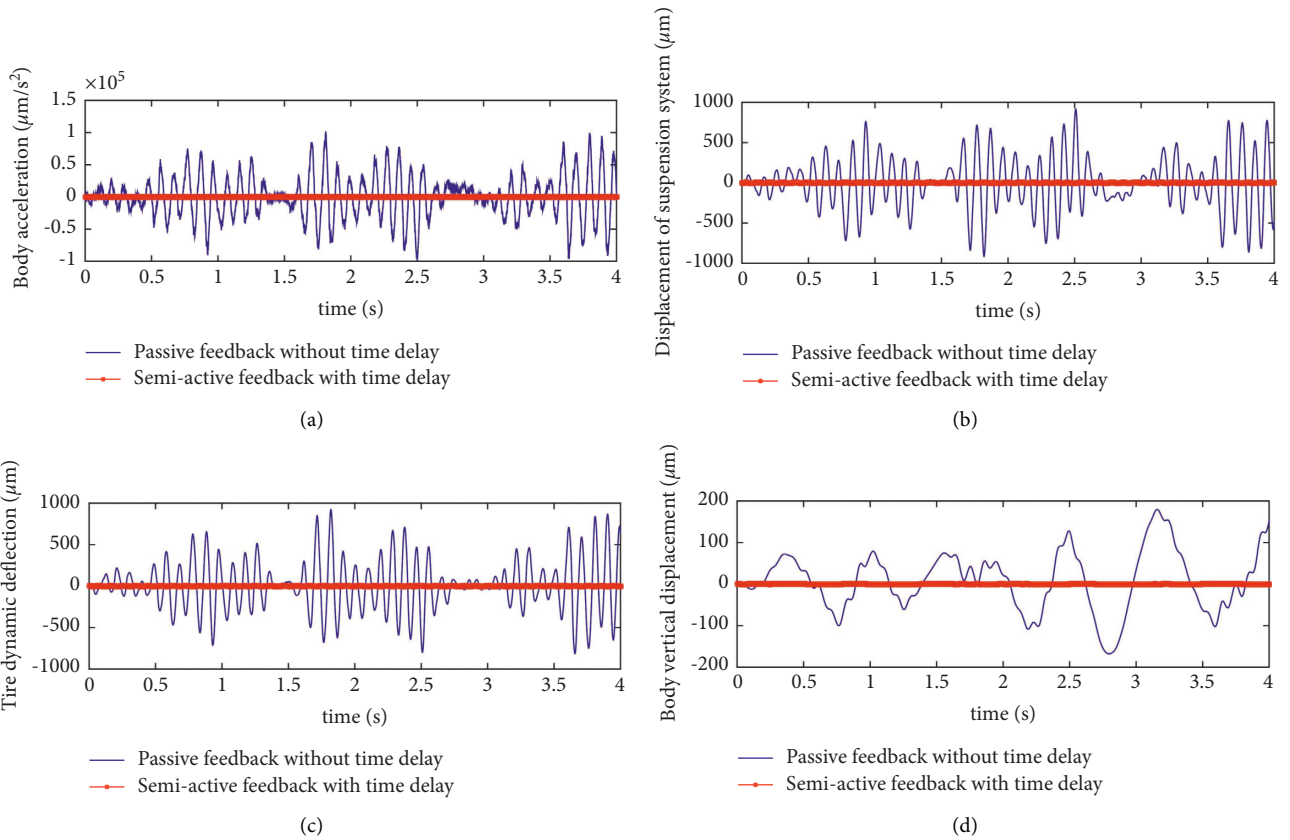 Body acceleration (μm/s²)
×10⁵
1.5
1
0.5
0
-0.5
-1
0 0.5 1 1.5 2 2.5 3 3.5 4
time (s)
Passive feedback without time delay
Semi-active feedback with time delay
(a)
Displacement of suspension system (μm)
1000
500
0
-500
-1000
0 0.5 1 1.5 2 2.5 3 3.5 4
time (s)
Passive feedback without time delay
Semi-active feedback with time delay
(b)
Tire dynamic deflection (μm)
1000
500
0
-500
-1000
0 0.5 1 1.5 2 2.5 3 3.5 4
time (s)
Passive feedback without time delay
Semi-active feedback with time delay
(c)
Body vertical displacement (μm)
200
100
0
-100
-200
0 0.5 1 1.5 2 2.5 3 3.5 4
time (s)
Passive feedback without time delay
Semi-active feedback with time delay
(d)